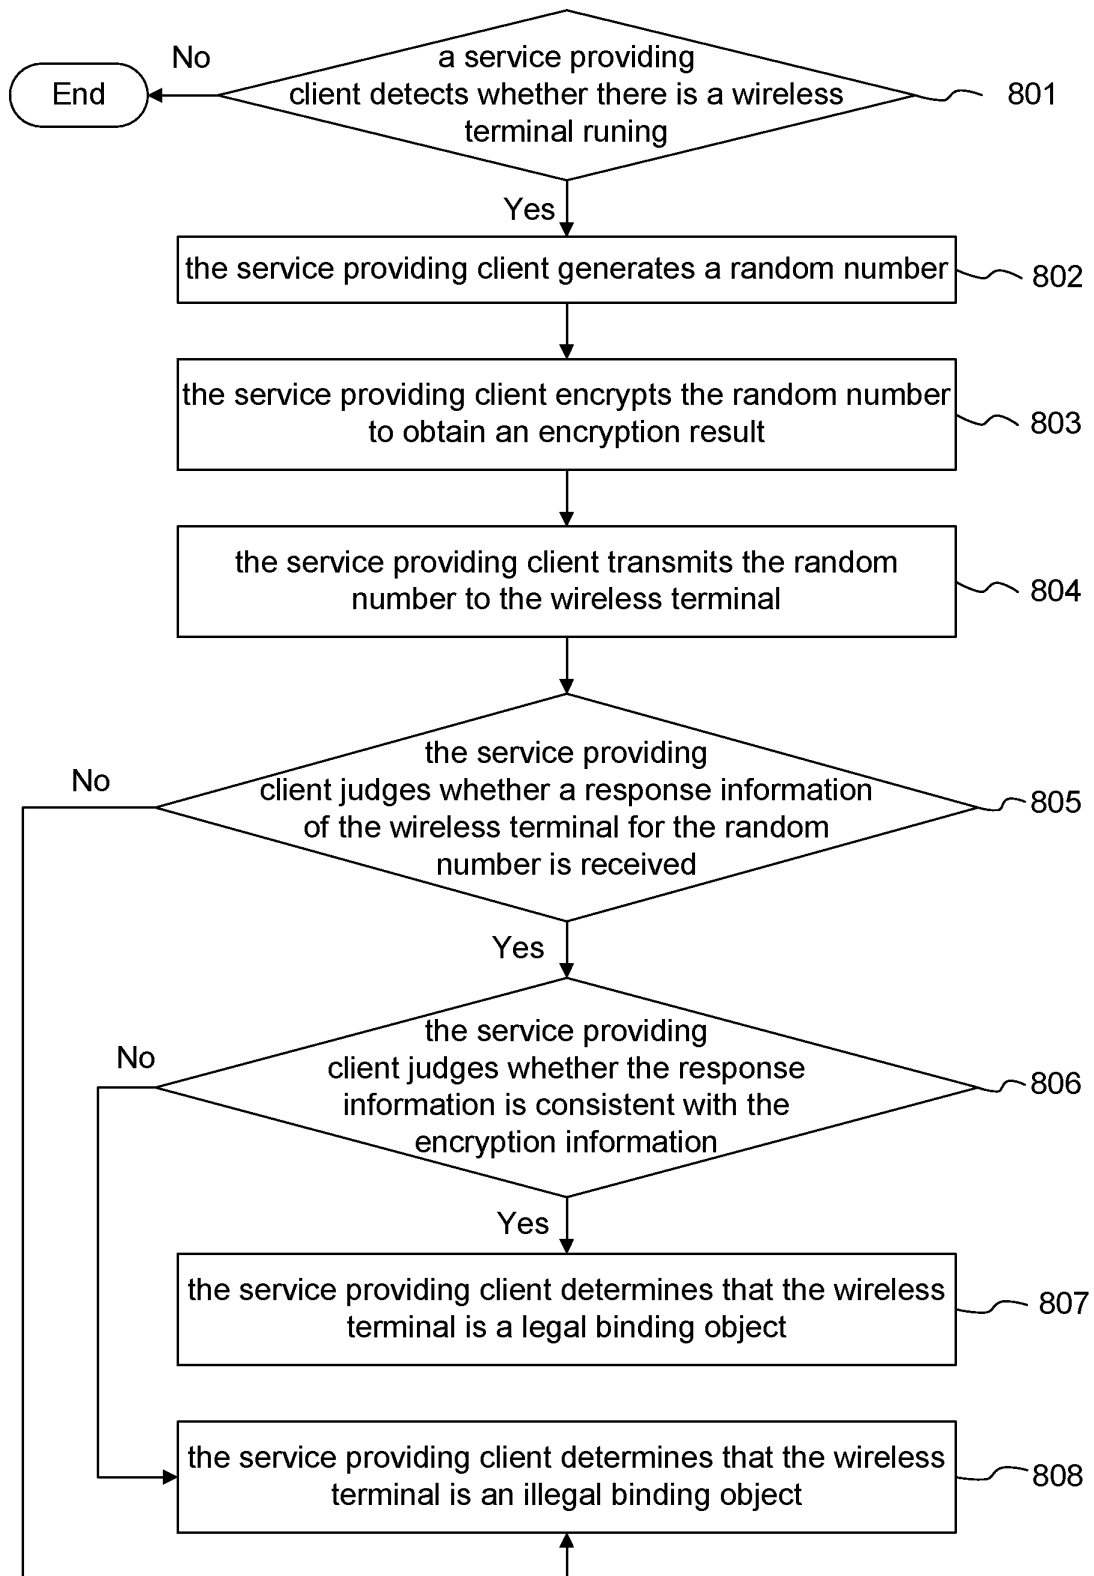 No
End
a service providing
client detects whether there is a wireless
terminal runing
801
Yes
the service providing client generates a random number
802
the service providing client encrypts the random number
to obtain an encryption result
803
the service providing client transmits the random
number to the wireless terminal
804
No
the service providing
client judges whether a response information
of the wireless terminal for the random
number is received
805
Yes
No
the service providing
client judges whether the response
information is consistent with the
encryption information
806
Yes
the service providing client determines that the wireless
terminal is a legal binding object
807
the service providing client determines that the wireless
terminal is an illegal binding object
808